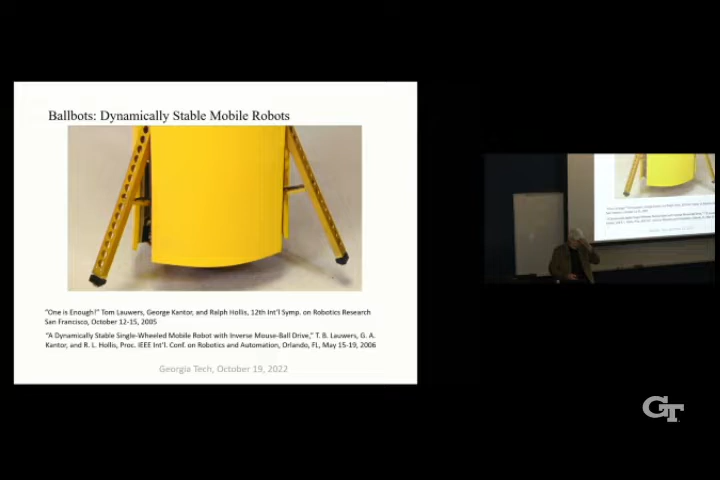 Ballbots: Dynamically Stable Mobile Robots
“One is Enough!” Tom Lauwers, George Kantor, and Ralph Hollis, 12th Int’l Symp. on Robotics Research
San Francisco, October 12-15, 2005
“A Dynamically Stable Single-Wheeled Mobile Robot with Inverse Mouse-Ball Drive,” T. B. Lauwers, G. A.
Kantor, and R. L. Hollis, Proc. IEEE Int’l. Conf. on Robotics and Automation, Orlando, FL, May 15-19, 2006
Georgia Tech, October 19, 2022
GT